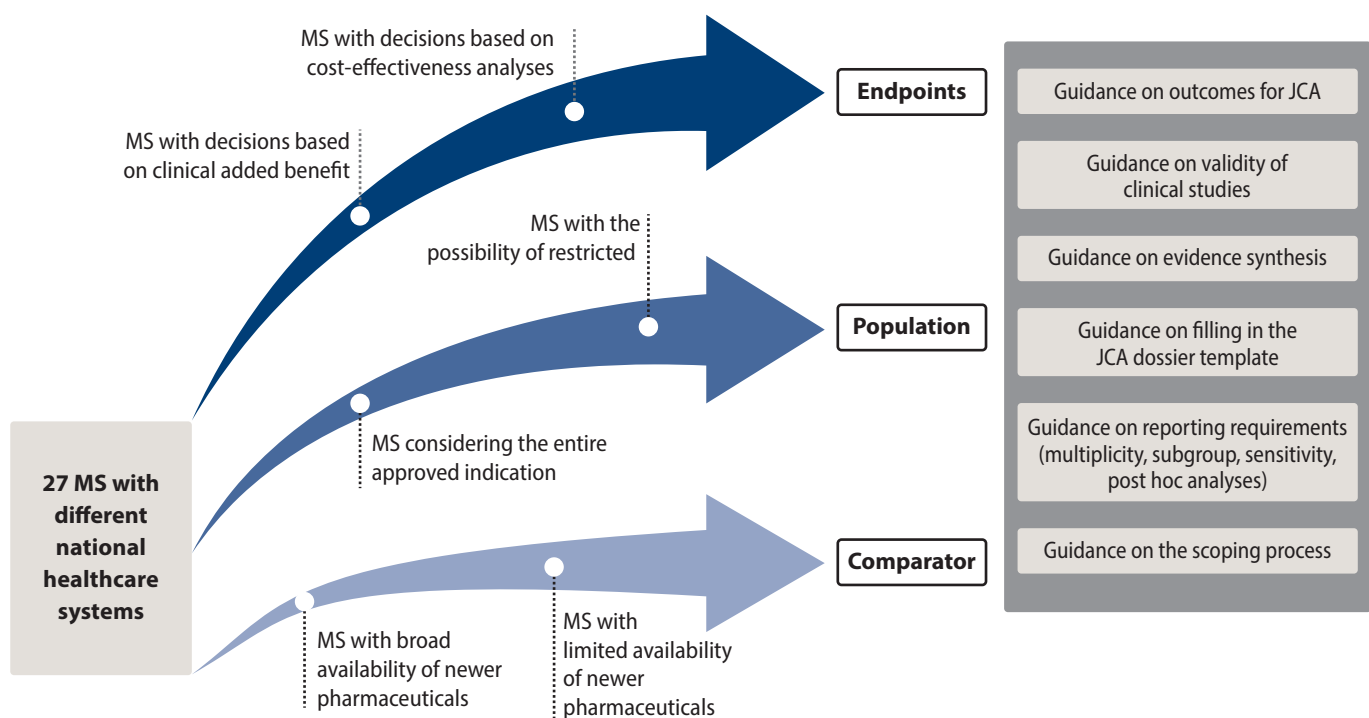 MS with decisions based on
cost-effectiveness analyses
MS with decisions based
on clinical added benefit
Endpoints
MS with the
possibility of restricted
MS considering the entire
approved indication
Population
27 MS with
different
national
healthcare
systems
MS with broad
availability of newer
pharmaceuticals
MS with
limited availability
of newer
pharmaceuticals
Comparator
Guidance on outcomes for JCA
Guidance on validity of
clinical studies
Guidance on evidence synthesis
Guidance on filling in the
JCA dossier template
Guidance on reporting requirements
(multiplicity, subgroup, sensitivity,
post hoc analyses)
Guidance on the scoping process